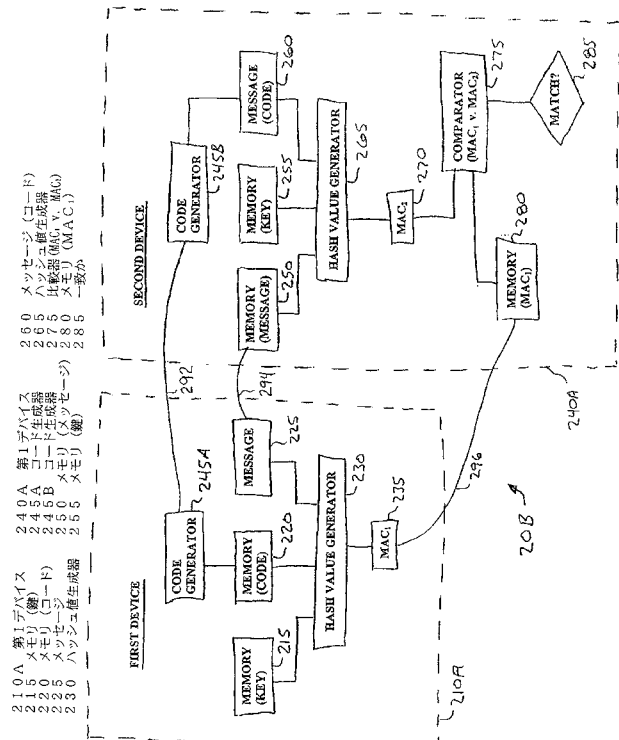 210A 第1デバイス
215 メモリ (鍵)
220 メモリ (コード)
225 メッセージ
230 ハッシュ値生成器
240A 第1デバイス
245A コード生成器
245B コード生成器
250 メモリ (メッセージ)
255 メモリ (鍵)
260 メッセージ (コード)
265 ハッシュ値生成器
275 比較器(MAC₁ v. MAC₂)
280 メモリ (MAC₁)
285 一致か
FIRST DEVICE
CODE
GENERATOR
245A
MEMORY
(KEY)
215
MEMORY
(CODE)
220
MESSAGE
225
HASH VALUE GENERATOR
230
MAC₁
235
210A
292
294
296
SECOND DEVICE
CODE
GENERATOR
245B
MEMORY
(MESSAGE)
250
MEMORY
(KEY)
255
MESSAGE
(CODE)
260
HASH VALUE GENERATOR
265
MAC₂
270
MEMORY
(MAC₁)
280
COMPARATOR
(MAC₁ v. MAC₂)
275
MATCH?
285
240A
20B